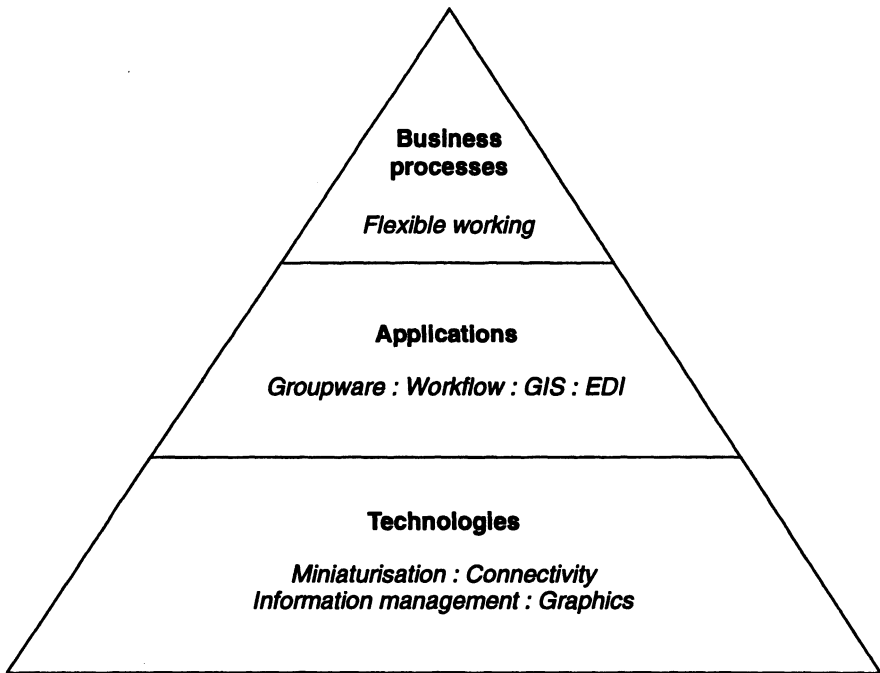 Business
processes
Flexible working
Applications
Groupware : Workflow : GIS : EDI
Technologies
Miniaturisation : Connectivity
Information management : Graphics